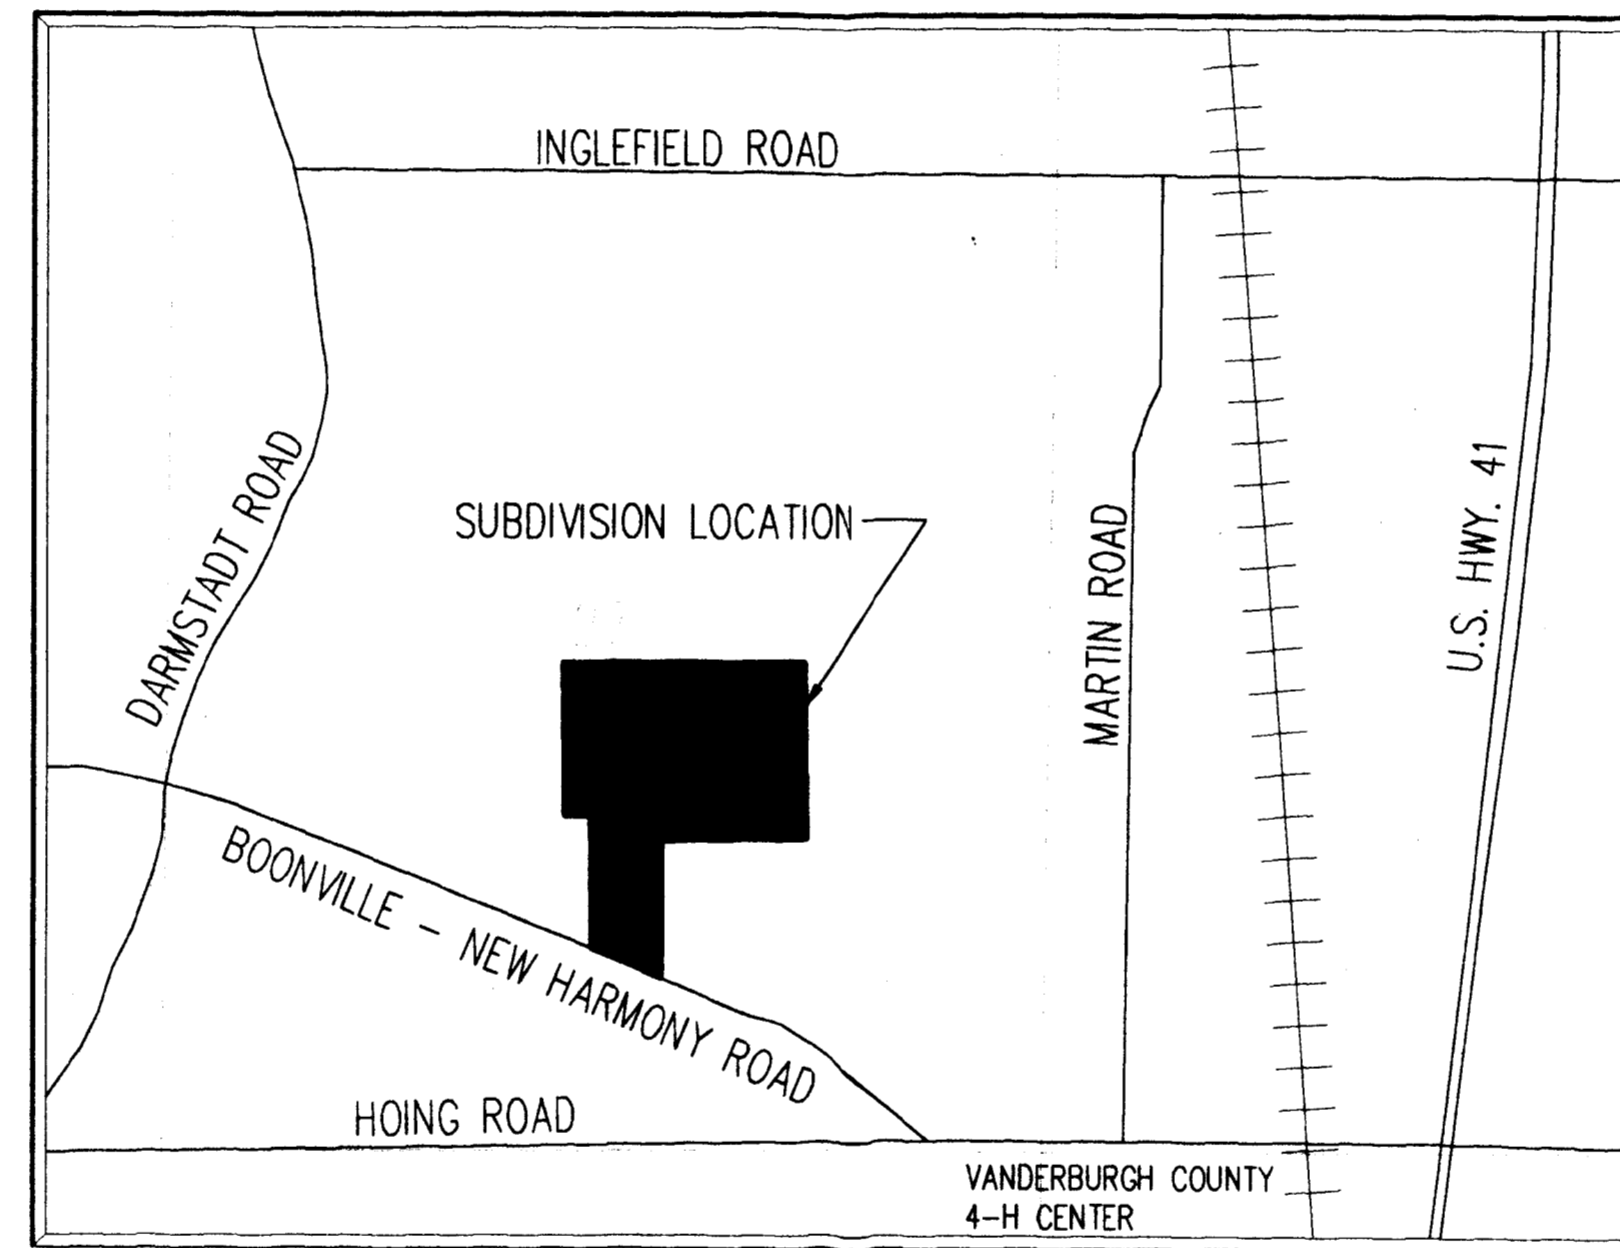 INGLEFIELD ROAD
DARMSTADT ROAD
SUBDIVISION LOCATION
MARTIN ROAD
U.S. HWY. 41
BOONVILLE - NEW HARMONY ROAD
HOING ROAD
VANDERBURGH COUNTY
4-H CENTER